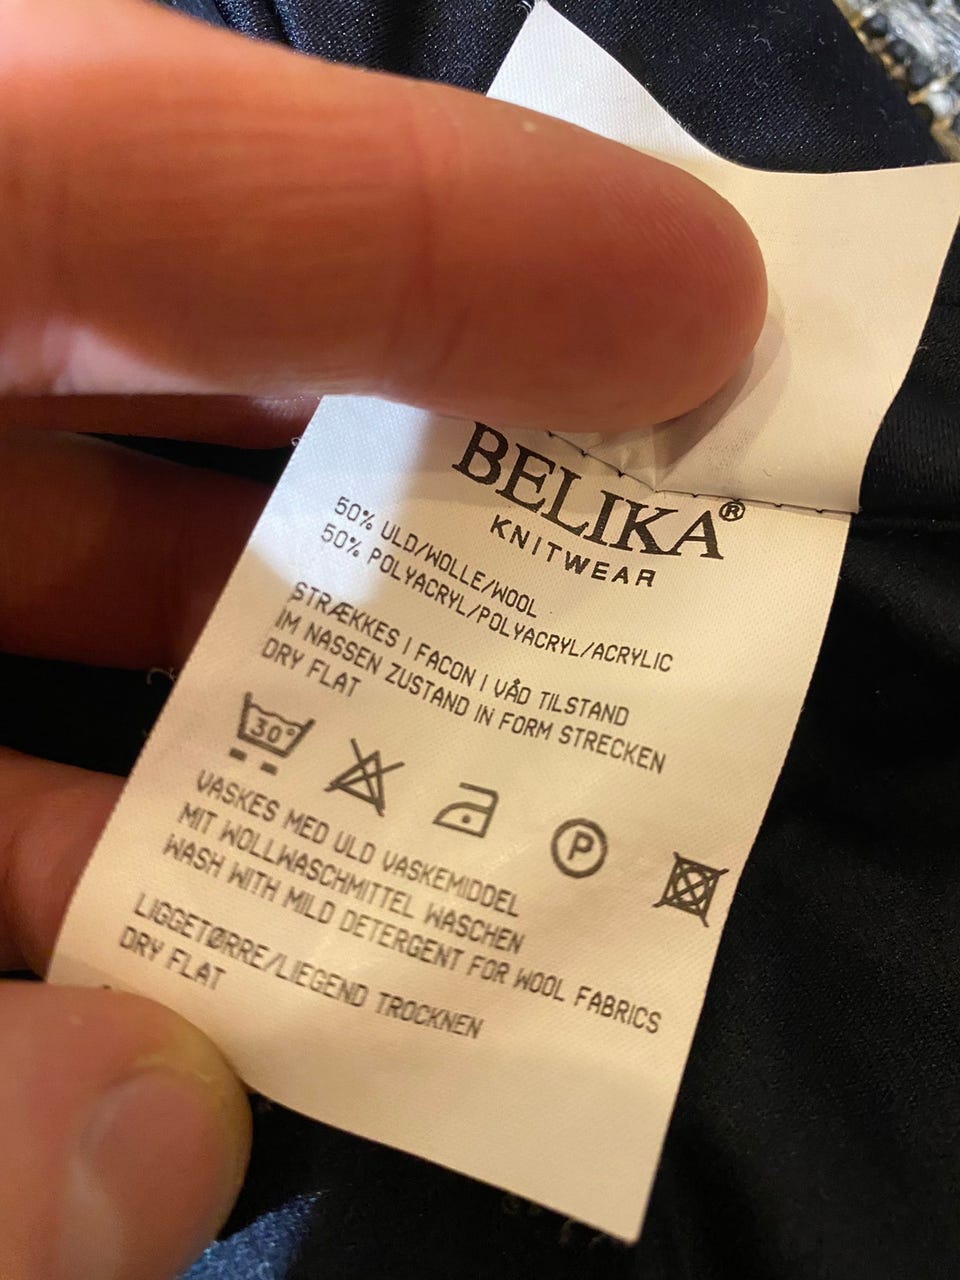 BELIKA®
KNITWEAR
50% ULD/WOLLE/WOOL
50% POLYACRYL/POLYACRYL/ACRYLIC
STRÆKKES I FACON I VÅD TILSTAND
IM NASSEN ZUSTAND IN FORM STRECKEN
DRY FLAT
30°
P
VASKES MED ULD VASKEMIDDEL
MIT WOLLWASCHMITTEL WASCHEN
WASH WITH MILD DETERGENT FOR WOOL FABRICS
LIGGETØRRE/LIEGEND TROCKNEN
DRY FLAT